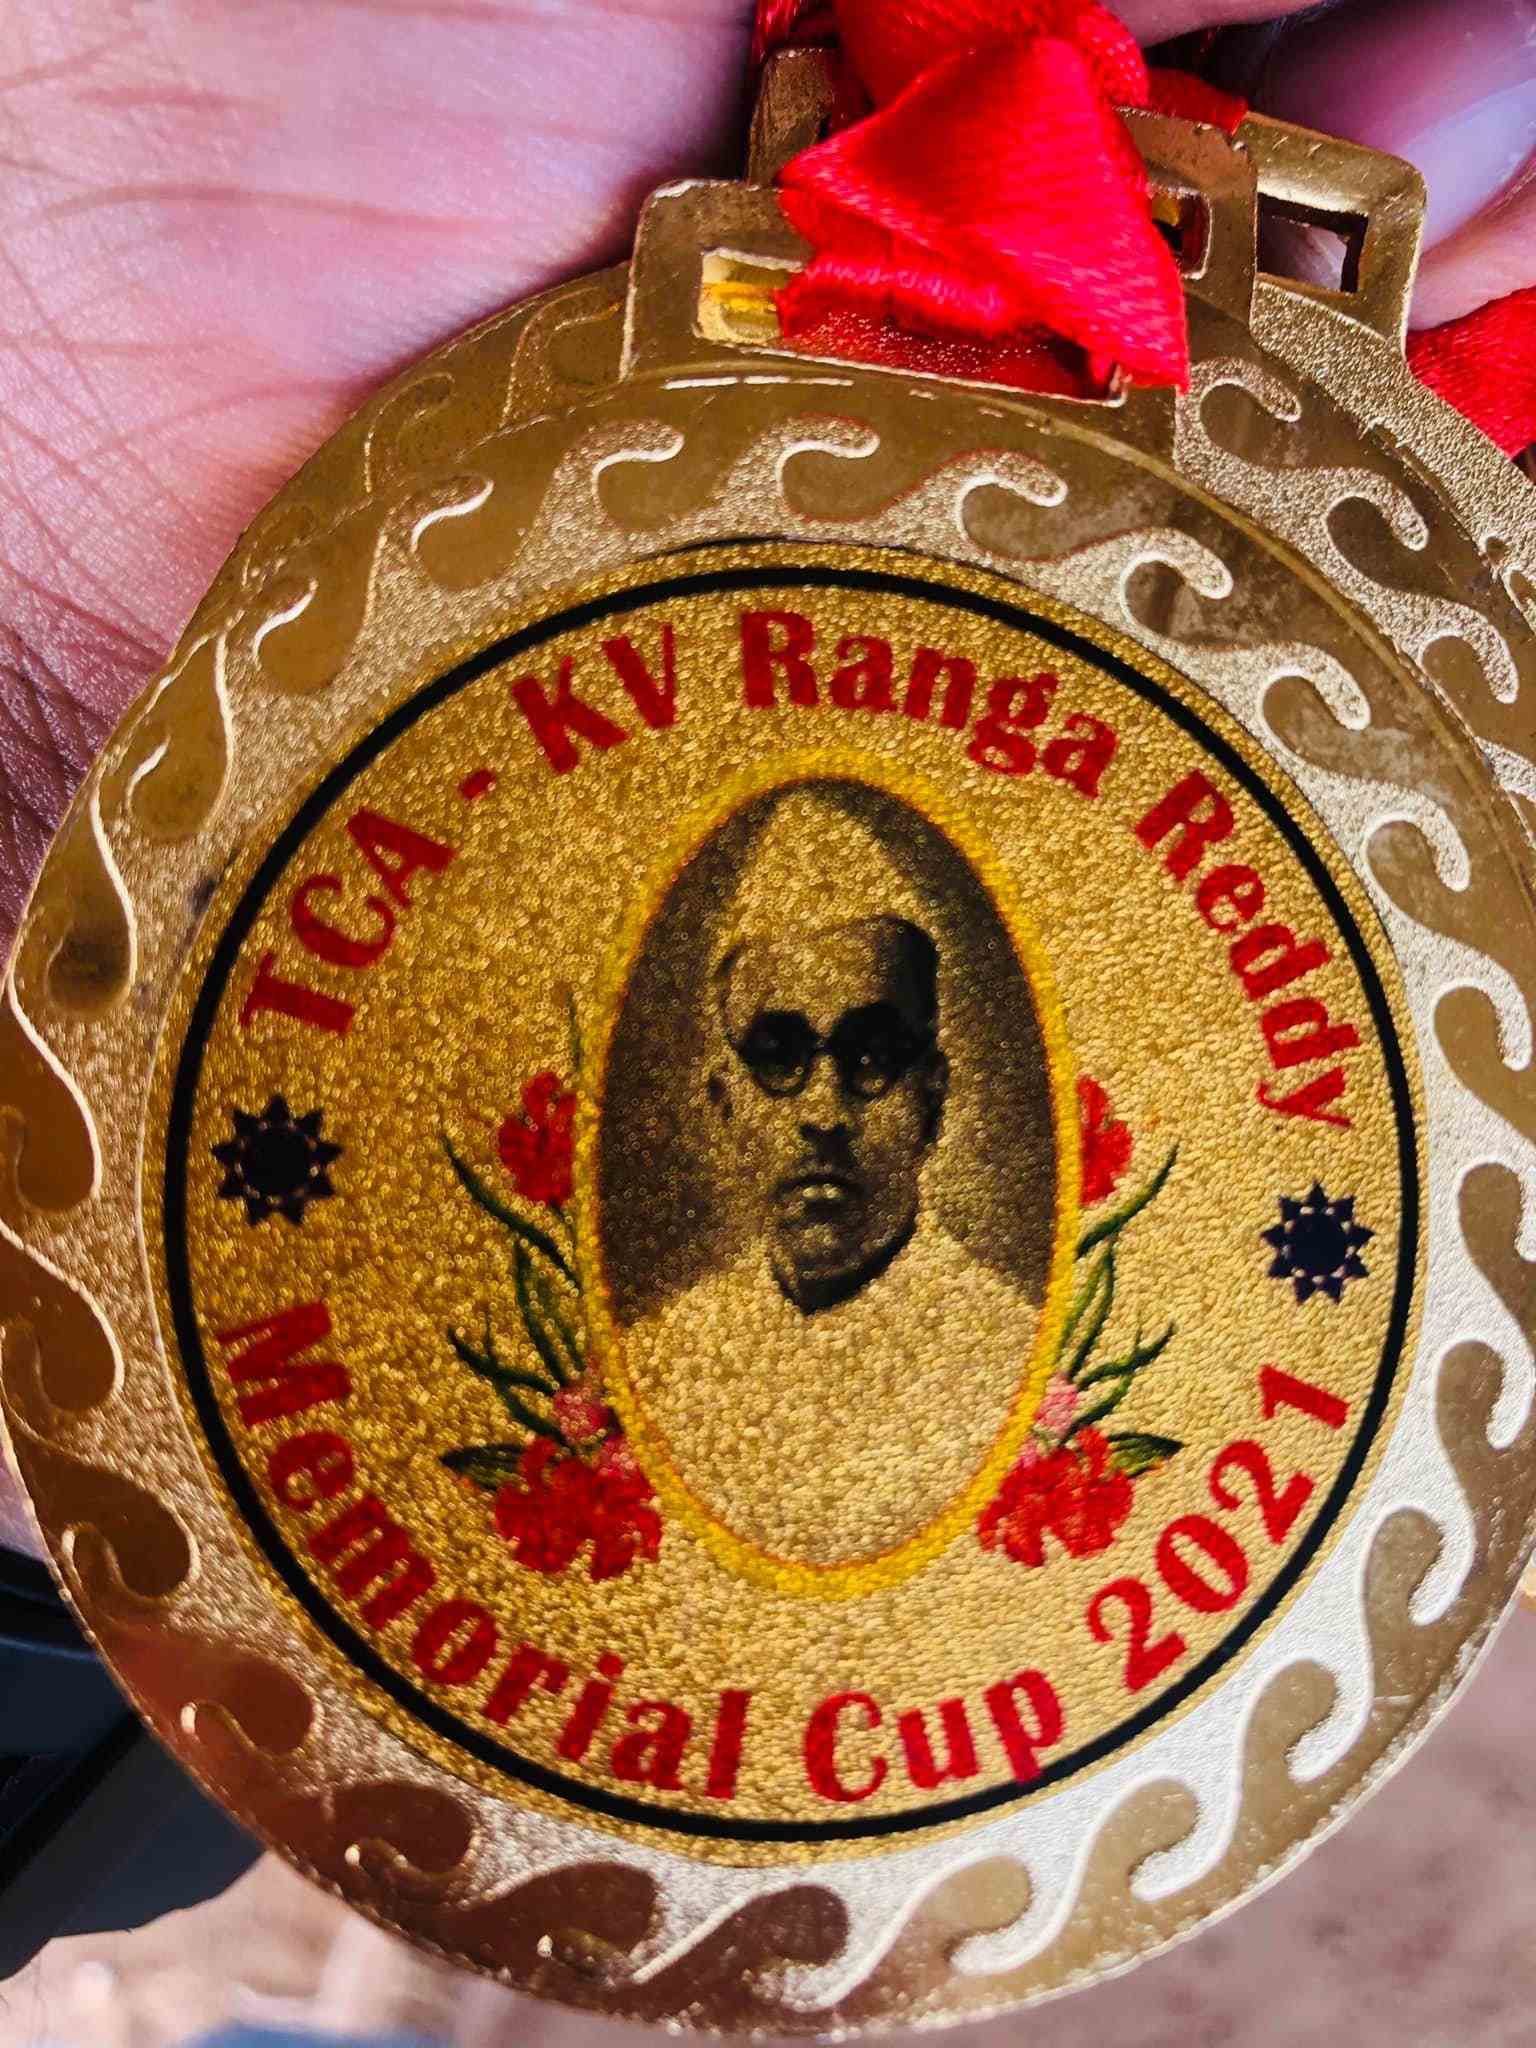 TCA - KV Ranga Reddy
Memorial Cup 2021